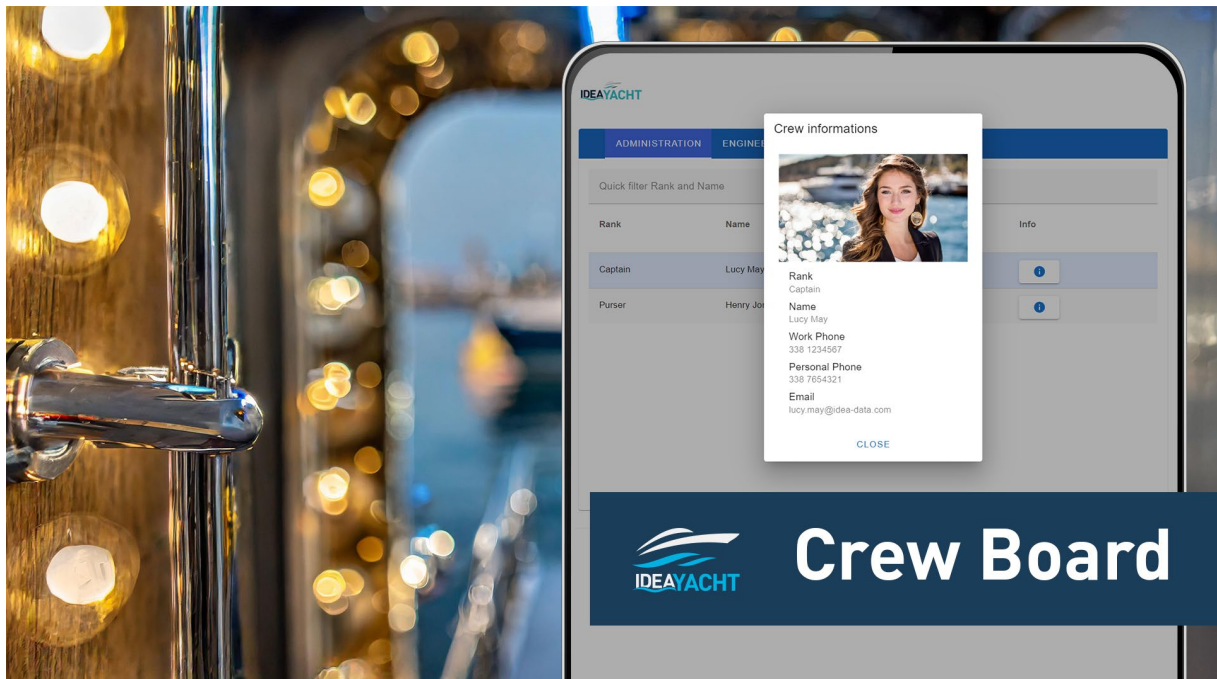 IDEAYACHT
Crew informations
ADMINISTRATION
Quick filter Rank and Name
Rank Name Info
Captain Lucy May
Purser Henry
Rank
Captain
Name
Lucy May
Work Phone
338 1234567
Personal Phone
338 7654321
Email
lucy.may@idea-data.com
CLOSE
IDEAYACHT
Crew Board